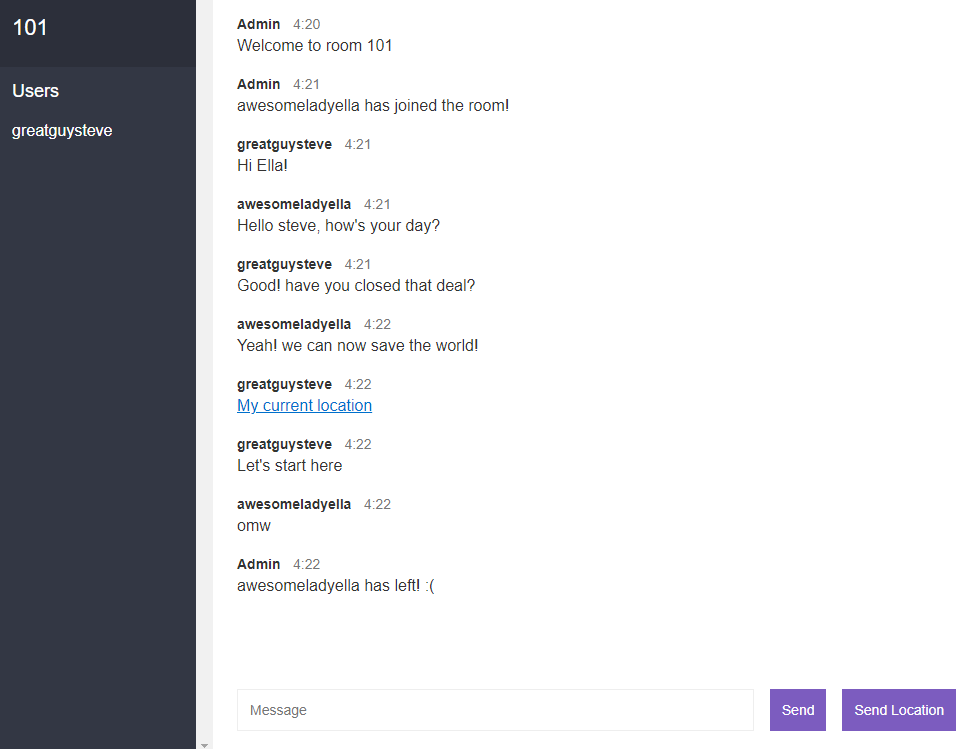 101
Users
greatguysteve
Admin 4:20
Welcome to room 101
Admin 4:21
awesomeladyella has joined the room!
greatguysteve 4:21
Hi Ella!
awesomeladyella 4:21
Hello steve, how's your day?
greatguysteve 4:21
Good! have you closed that deal?
awesomeladyella 4:22
Yeah! we can now save the world!
greatguysteve 4:22
My current location
greatguysteve 4:22
Let's start here
awesomeladyella 4:22
omw
Admin 4:22
awesomeladyella has left! :(
Message Send Send Location